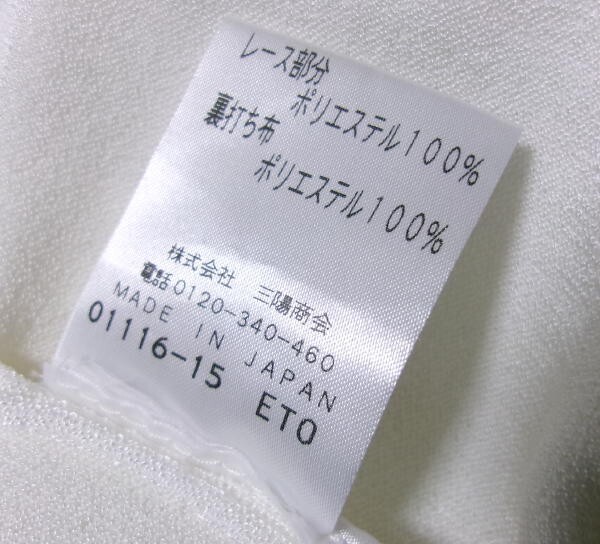 レース部分
ポリエステル100%
裏打ち布
ポリエステル100%
株式会社 三陽商会
電話0120-340-460
MADE IN JAPAN
01116-15 ETO